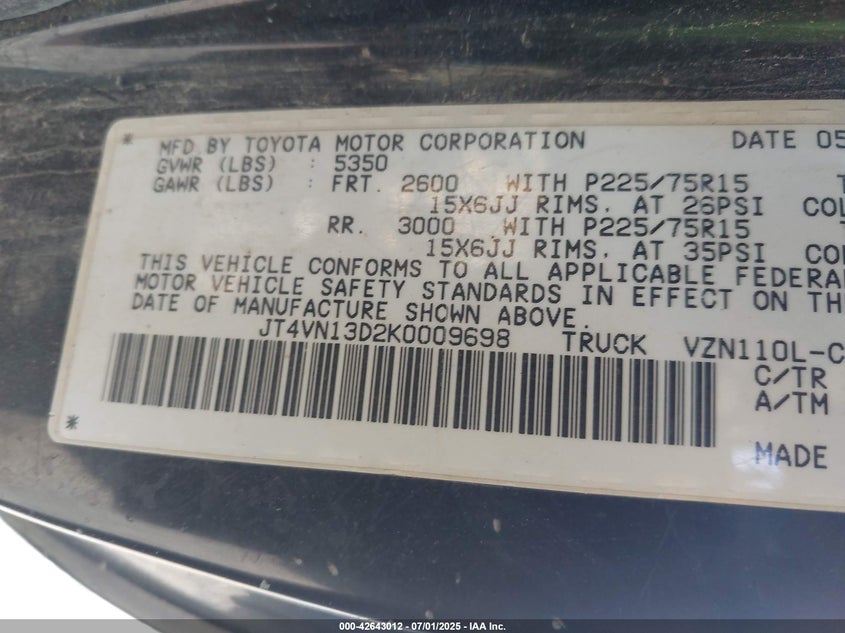 * MFD BY TOYOTA MOTOR CORPORATION DATE 05
GVWR (LBS) : 5350
GAWR (LBS) : FRT. 2600 WITH P225/75R15
15X6JJ RIMS, AT 26PSI COL
RR. 3000 WITH P225/75R15
15X6JJ RIMS, AT 35PSI COL
THIS VEHICLE CONFORMS TO ALL APPLICABLE FEDERAL
MOTOR VEHICLE SAFETY STANDARDS IN EFFECT ON TH
DATE OF MANUFACTURE SHOWN ABOVE.
JT4VN13D2K0009698 TRUCK VZN110L-C
C/TR
A/TM
* MADE
000-42643012 - 07/01/2025 - IAA Inc.